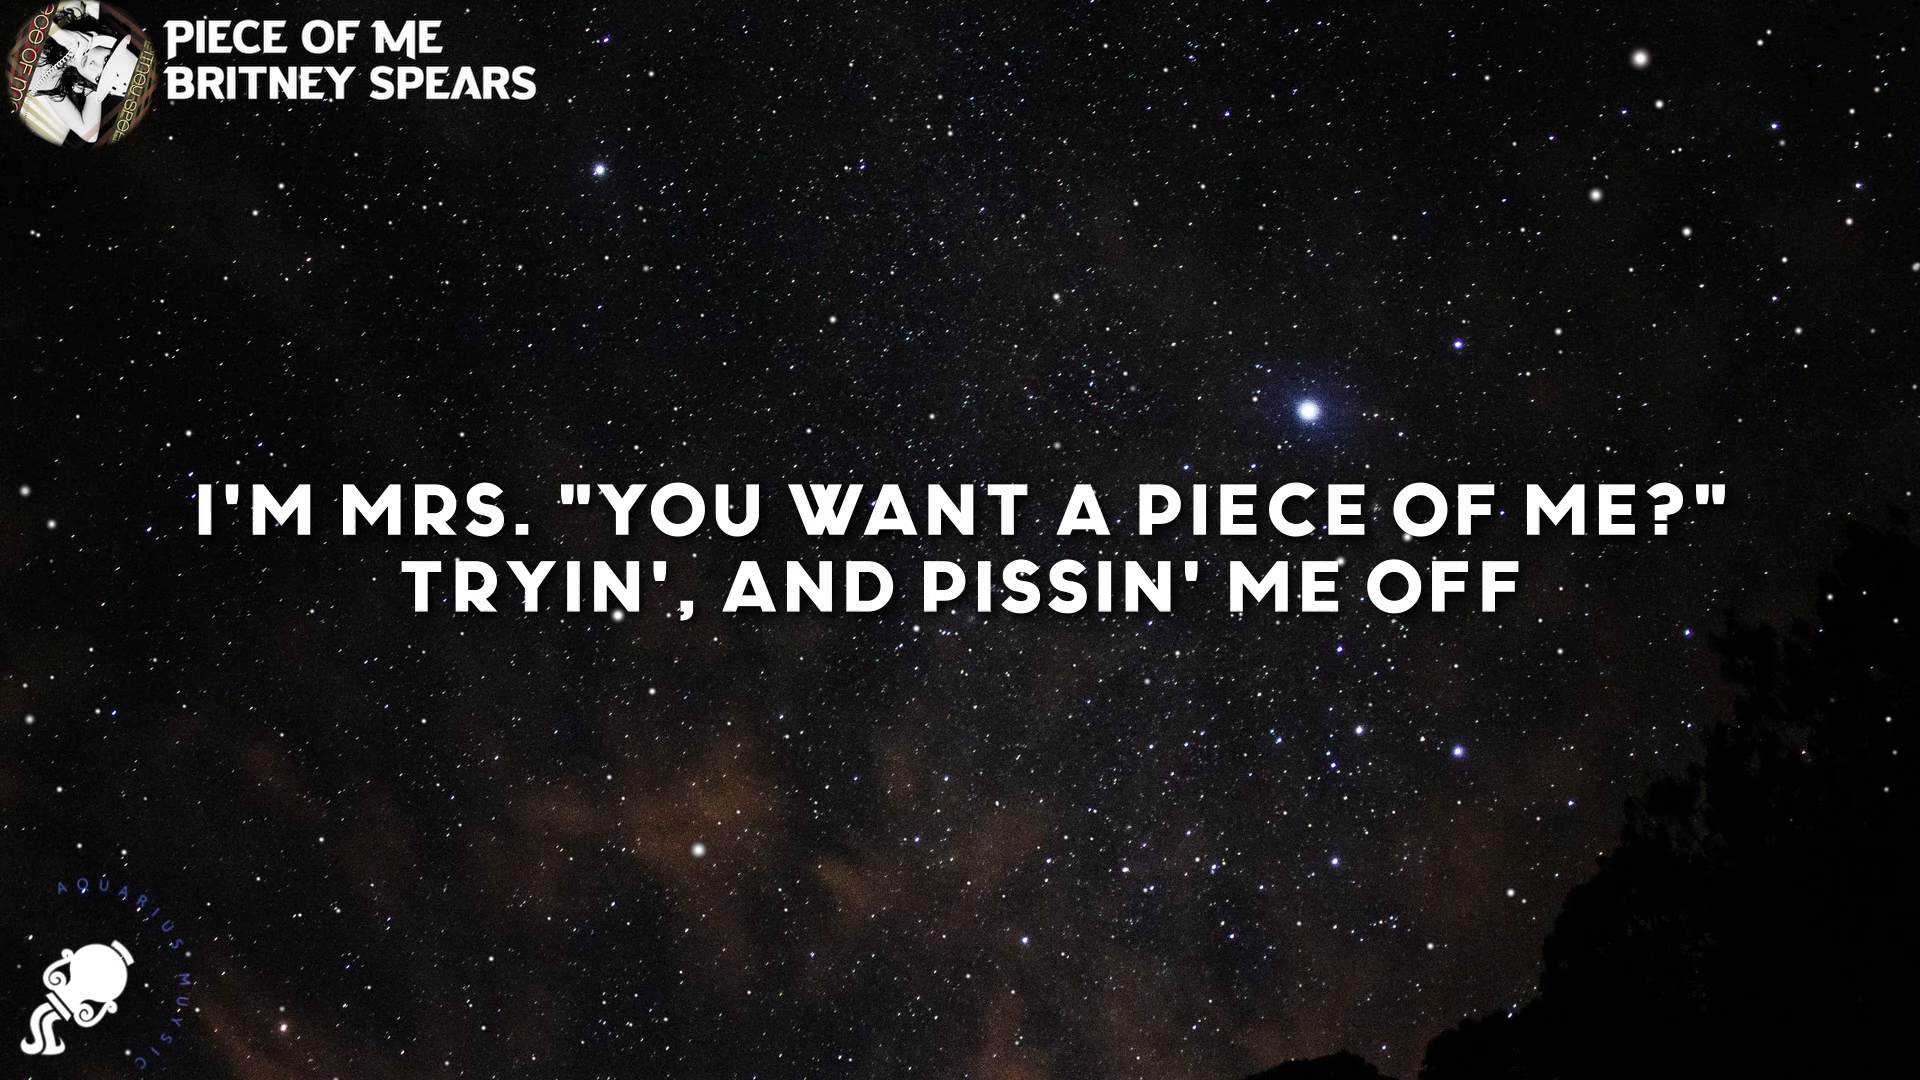 PIECE OF ME
BRITNEY SPEARS
I'M MRS. "YOU WANT A PIECE OF ME?"
TRYIN', AND PISSIN' ME OFF
AQUARIUS MUYSIC